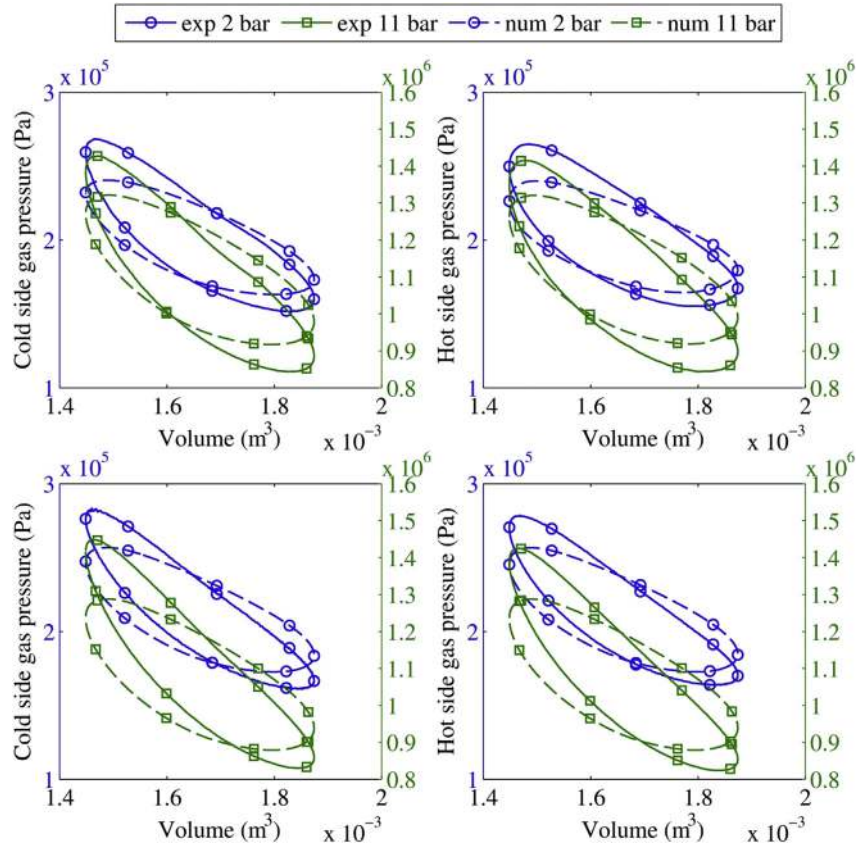 exp 2 bar exp 11 bar num 2 bar num 11 bar
x 10^5 x 10^6
3 1.6
1.5
1.4
1.3
2 1.2
1.1
1
0.9
1 0.8
1.4 1.6 1.8 2
Cold side gas pressure (Pa)
Volume (m^3) x 10^−3
x 10^5 x 10^6
3 1.6
1.5
1.4
1.3
2 1.2
1.1
1
0.9
1 0.8
1.4 1.6 1.8 2
Hot side gas pressure (Pa)
Volume (m^3) x 10^−3
x 10^5 x 10^6
3 1.6
1.5
1.4
1.3
2 1.2
1.1
1
0.9
1 0.8
1.4 1.6 1.8 2
Cold side gas pressure (Pa)
Volume (m^3) x 10^−3
x 10^5 x 10^6
3 1.6
1.5
1.4
1.3
2 1.2
1.1
1
0.9
1 0.8
1.4 1.6 1.8 2
Hot side gas pressure (Pa)
Volume (m^3) x 10^−3